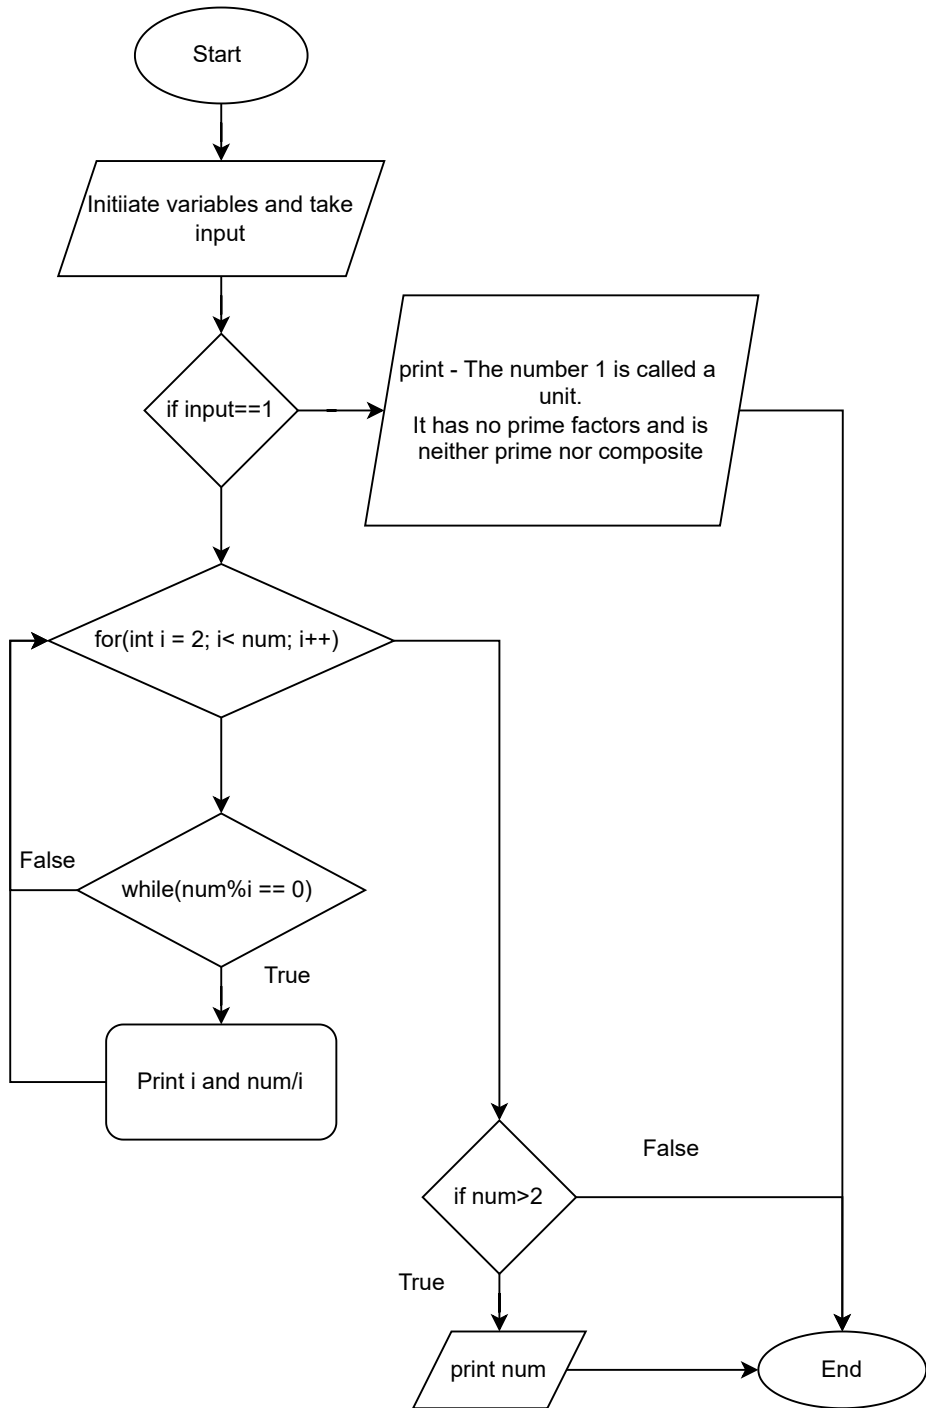 Start
Initiiate variables and take
input
if input==1
print - The number 1 is called a
unit.
It has no prime factors and is
neither prime nor composite
for(int i = 2; i< num; i++)
False
while(num%i == 0)
True
Print i and num/i
False
if num>2
True
print num
End